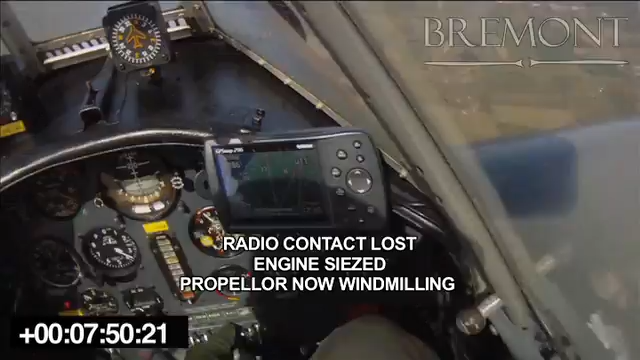 BREMONT
RADIO CONTACT LOST
ENGINE SIEZED
PROPELLOR NOW WINDMILLING
+00:07:50:21